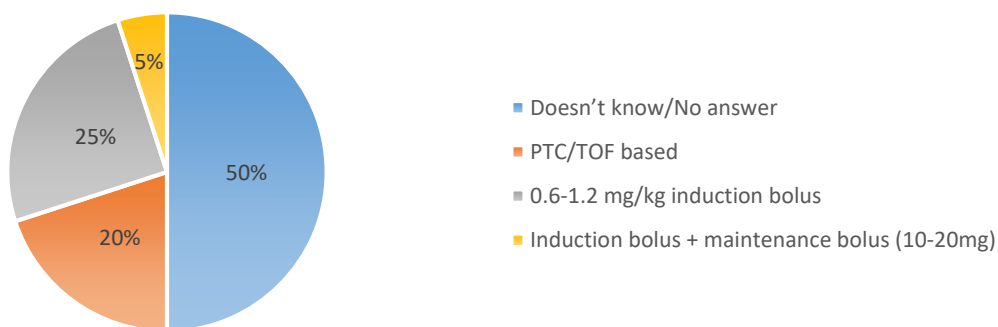 5%
25%
50%
20%
Doesn't know/No answer
PTC/TOF based
0.6-1.2 mg/kg induction bolus
Induction bolus + maintenance bolus (10-20mg)